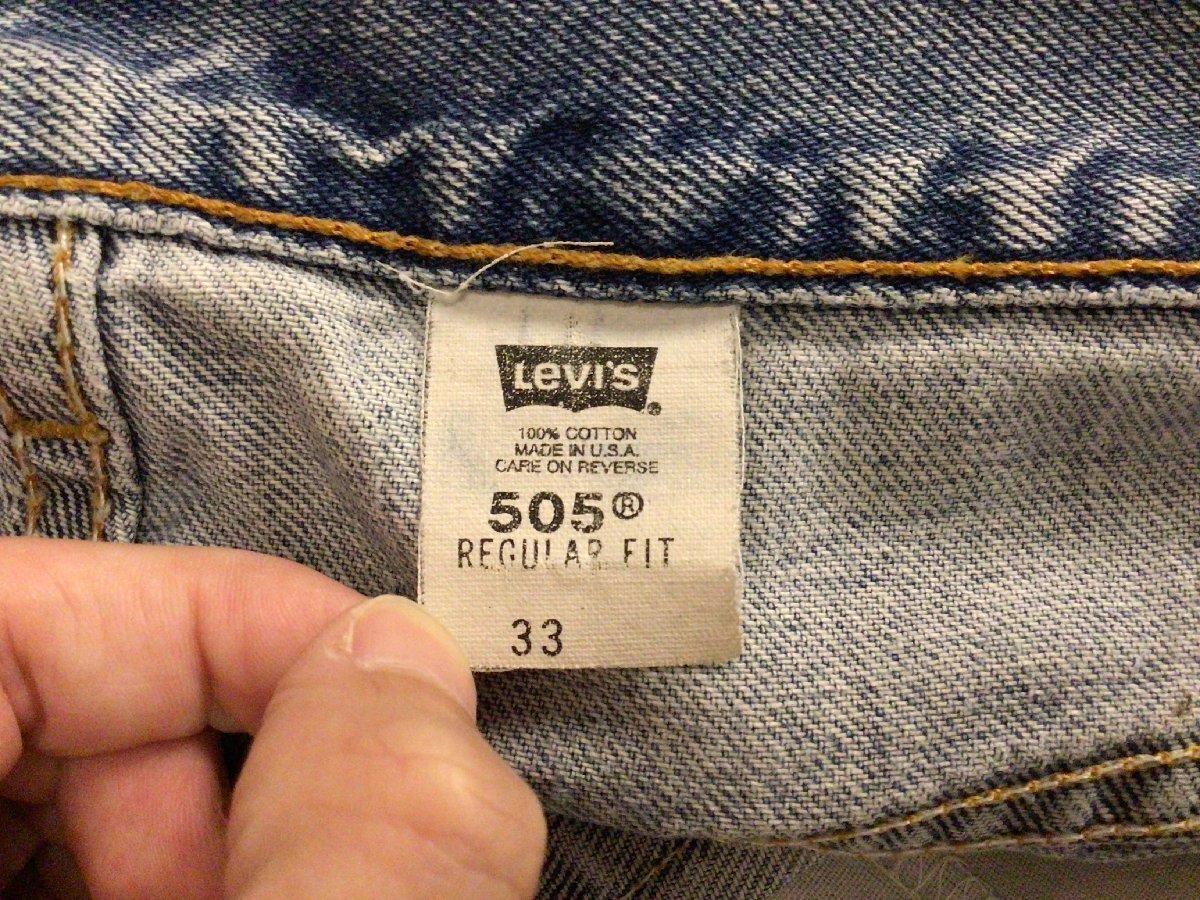 Levi's®
100% COTTON
MADE IN U.S.A.
CARE ON REVERSE
505®
REGULAR FIT
33